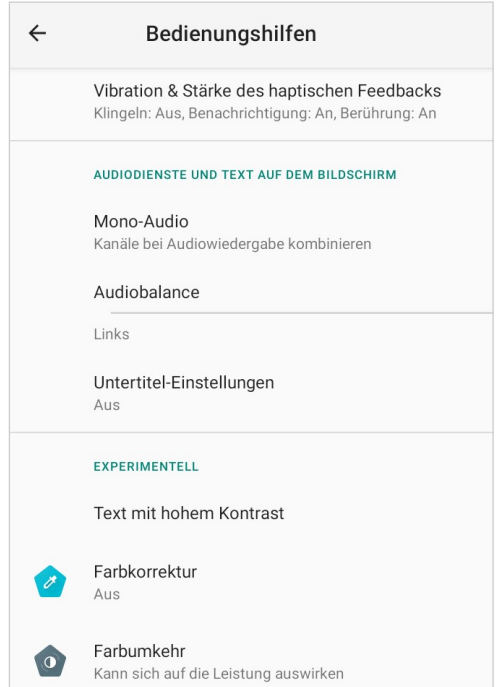 Bedienungshilfen
Vibration & Stärke des haptischen Feedbacks
Klingeln: Aus, Benachrichtigung: An, Berührung: An
AUDIODIENSTE UND TEXT AUF DEM BILDSCHIRM
Mono-Audio
Kanäle bei Audiowiedergabe kombinieren
Audiobalance
Links
Untertitel-Einstellungen
Aus
EXPERIMENTELL
Text mit hohem Kontrast
Farbkorrektur
Aus
Farbumkehr
Kann sich auf die Leistung auswirken